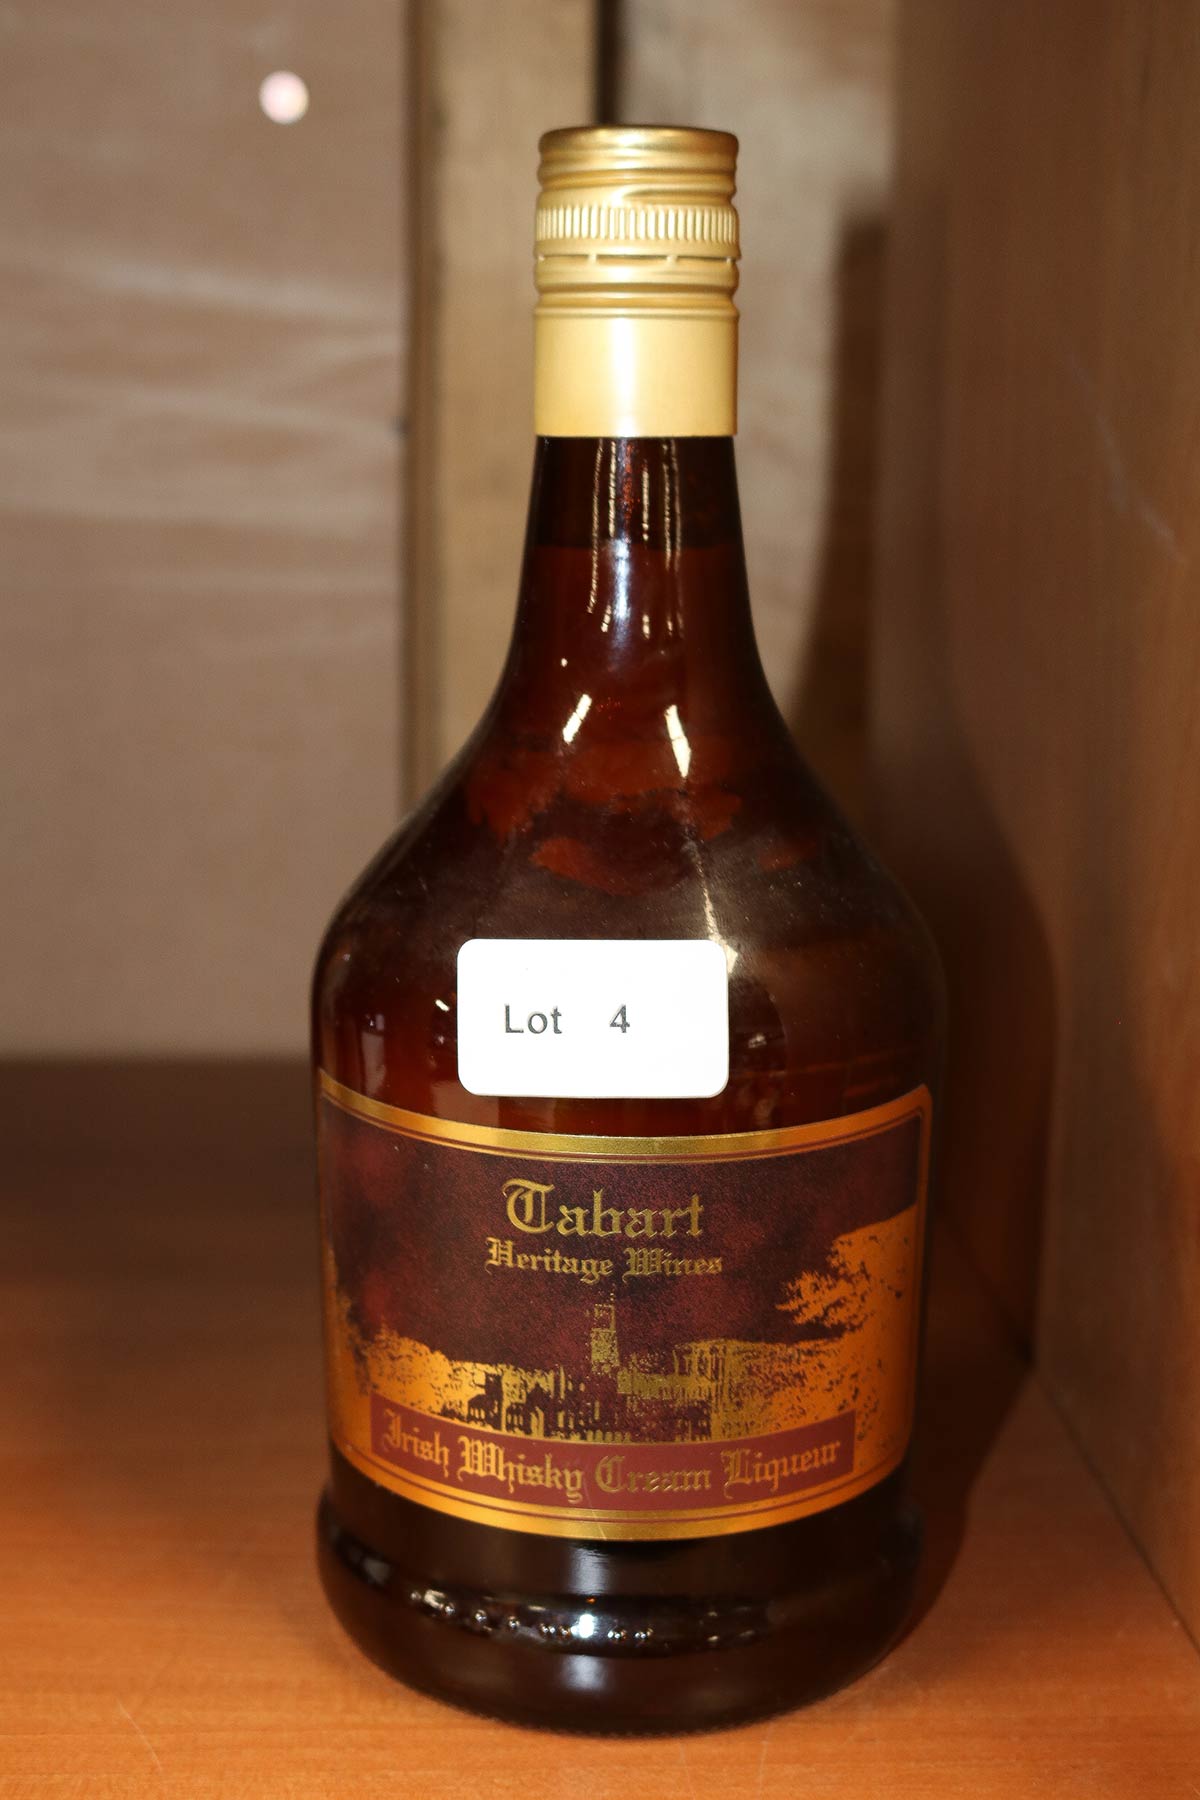 Lot 4
Tabart
Heritage Wines
Irish Whisky Cream Liqueur